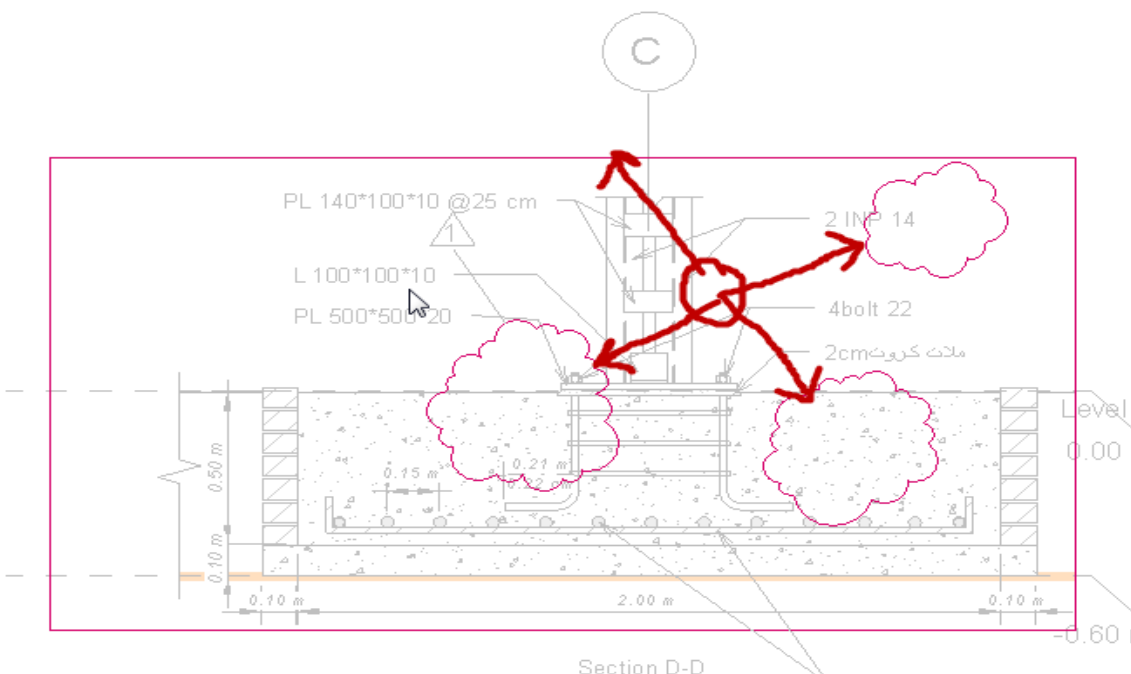 C
PL 140*100*10 @25 cm
2 INP 14
1
L 100*100*10
PL 500*500*20
4bolt 22
2cmملات کروت
Level
0.00
0.50 m
0.15 m
0.21 m
0.10 m
0.10 m
2.00 m
0.10 m
-0.60
Section D-D